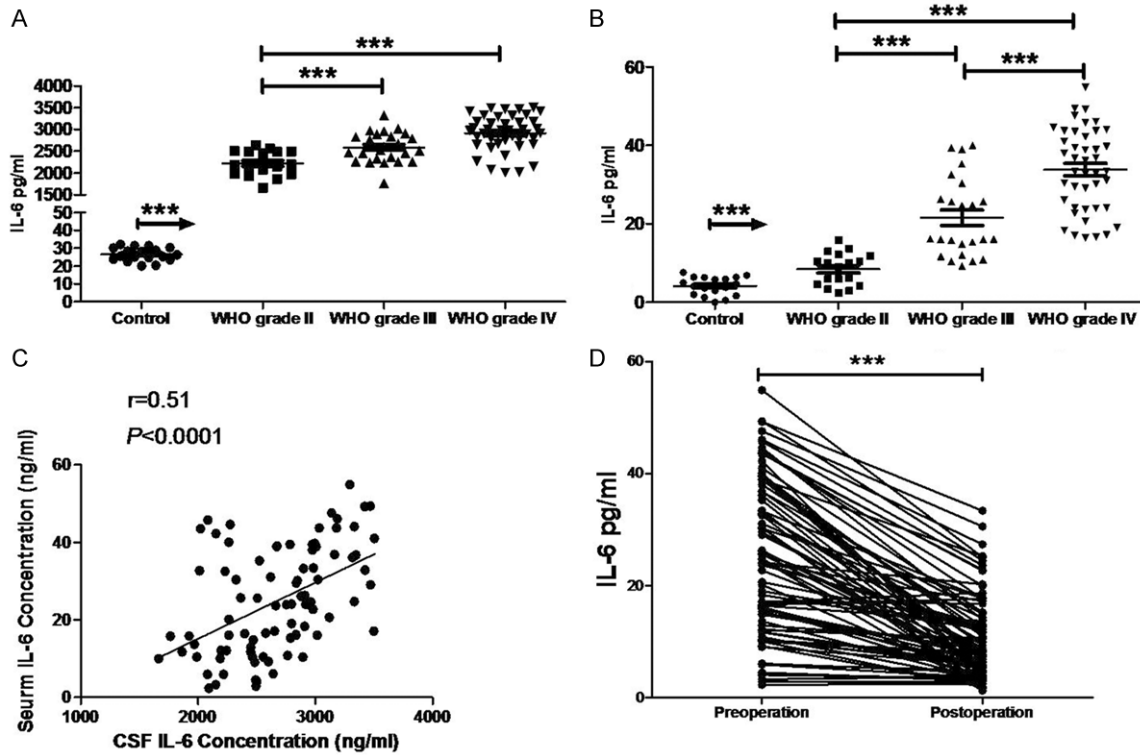 A
***
***
IL-6 pg/ml
4000
3500
3000
2500
2000
1500
50
40
30
20
10
0
***
Control
WHO grade II
WHO grade III
WHO grade IV
B
***
***
***
IL-6 pg/ml
60
40
20
0
***
Control
WHO grade II
WHO grade III
WHO grade IV
C
r=0.51
P<0.0001
Seurm IL-6 Concentration (ng/ml)
60
40
20
0
1000
2000
3000
4000
CSF IL-6 Concentration (ng/ml)
D
***
IL-6 pg/ml
60
40
20
0
Preoperation
Postoperation